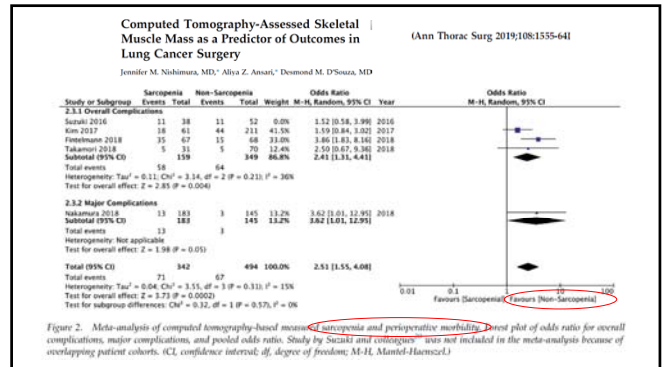 Computed Tomography-Assessed Skeletal
Muscle Mass as a Predictor of Outcomes in
Lung Cancer Surgery
(Ann Thorac Surg 2019;108:1555-64)
Jennifer M. Nishimura, MD, Aliya Z. Ansari, Desmond M. D'Souza, MD
Sarcopenia Non-Sarcopenia Odds Ratio Odds Ratio
Study or Subgroup Events Total Events Total Weight M-H, Random, 95% CI Year M-H, Random, 95% CI
2.3.1 Overall Complications
Suzuki 2016 11 38 11 52 0.0% 1.52 [0.58, 3.99] 2016
Kim 2017 18 61 44 211 41.5% 1.59 [0.84, 3.02] 2017
Fintelmann 2018 35 67 15 68 33.0% 3.86 [1.83, 8.16] 2018
Takamori 2018 5 31 5 70 12.4% 2.50 [0.67, 9.36] 2018
Subtotal (95% CI) 159 349 86.8% 2.41 [1.31, 4.41]
Total events 58 64
Heterogeneity: Tau² = 0.11; Chi² = 3.14, df = 2 (P = 0.21); I² = 36%
Test for overall effect: Z = 2.85 (P = 0.004)
2.3.2 Major Complications
Nakamura 2018 13 183 3 145 13.2% 3.62 [1.01, 12.95] 2018
Subtotal (95% CI) 183 145 13.2% 3.62 [1.01, 12.95]
Total events 13 3
Heterogeneity: Not applicable
Test for overall effect: Z = 1.98 (P = 0.05)
Total (95% CI) 342 494 100.0% 2.51 [1.55, 4.08]
Total events 71 67
Heterogeneity: Tau² = 0.04; Chi² = 3.55, df = 3 (P = 0.31); I² = 15%
Test for overall effect: Z = 3.73 (P = 0.0002)
Test for subgroup differences: Chi² = 0.32, df = 1 (P = 0.57), I² = 0%
0.01 0.1 1 10 100
Favours [Sarcopenia] Favours [Non-Sarcopenia]
Figure 2. Meta-analysis of computed tomography-based measured sarcopenia and perioperative morbidity. Forest plot of odds ratio for overall
complications, major complications, and pooled odds ratio. Study by Suzuki and colleagues was not included in the meta-analysis because of
overlapping patient cohorts. (CI, confidence interval; df, degree of freedom; M-H, Mantel-Haenszel.)